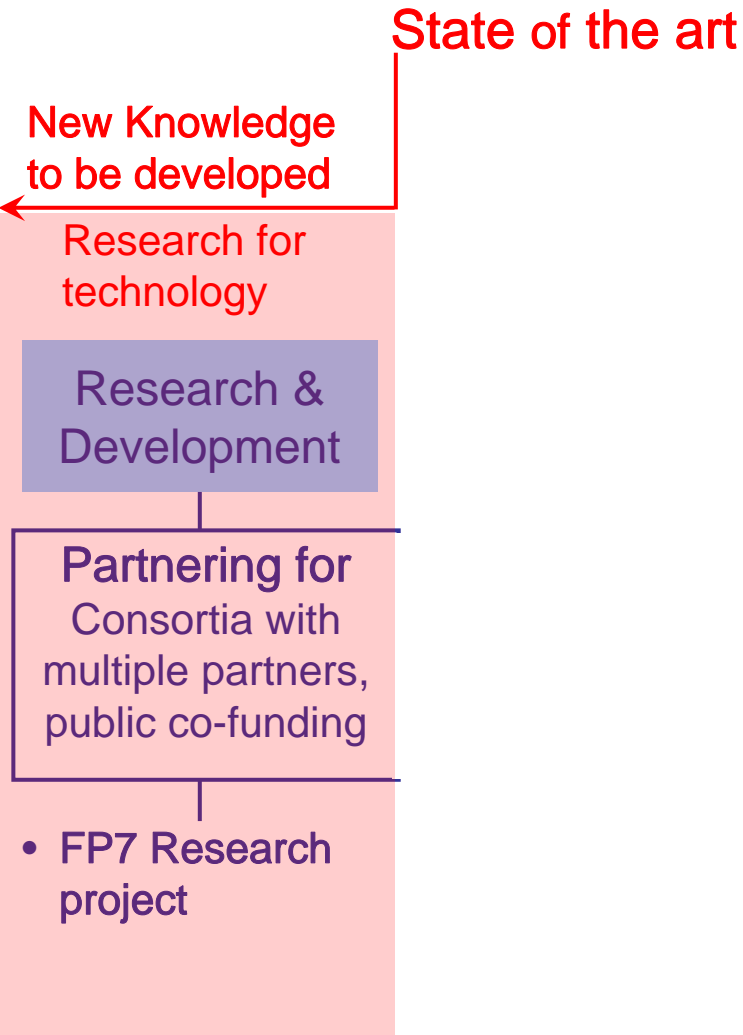 State of the art
New Knowledge
to be developed
Research for
technology
Research &
Development
Partnering for
Consortia with
multiple partners,
public co-funding
• FP7 Research
project